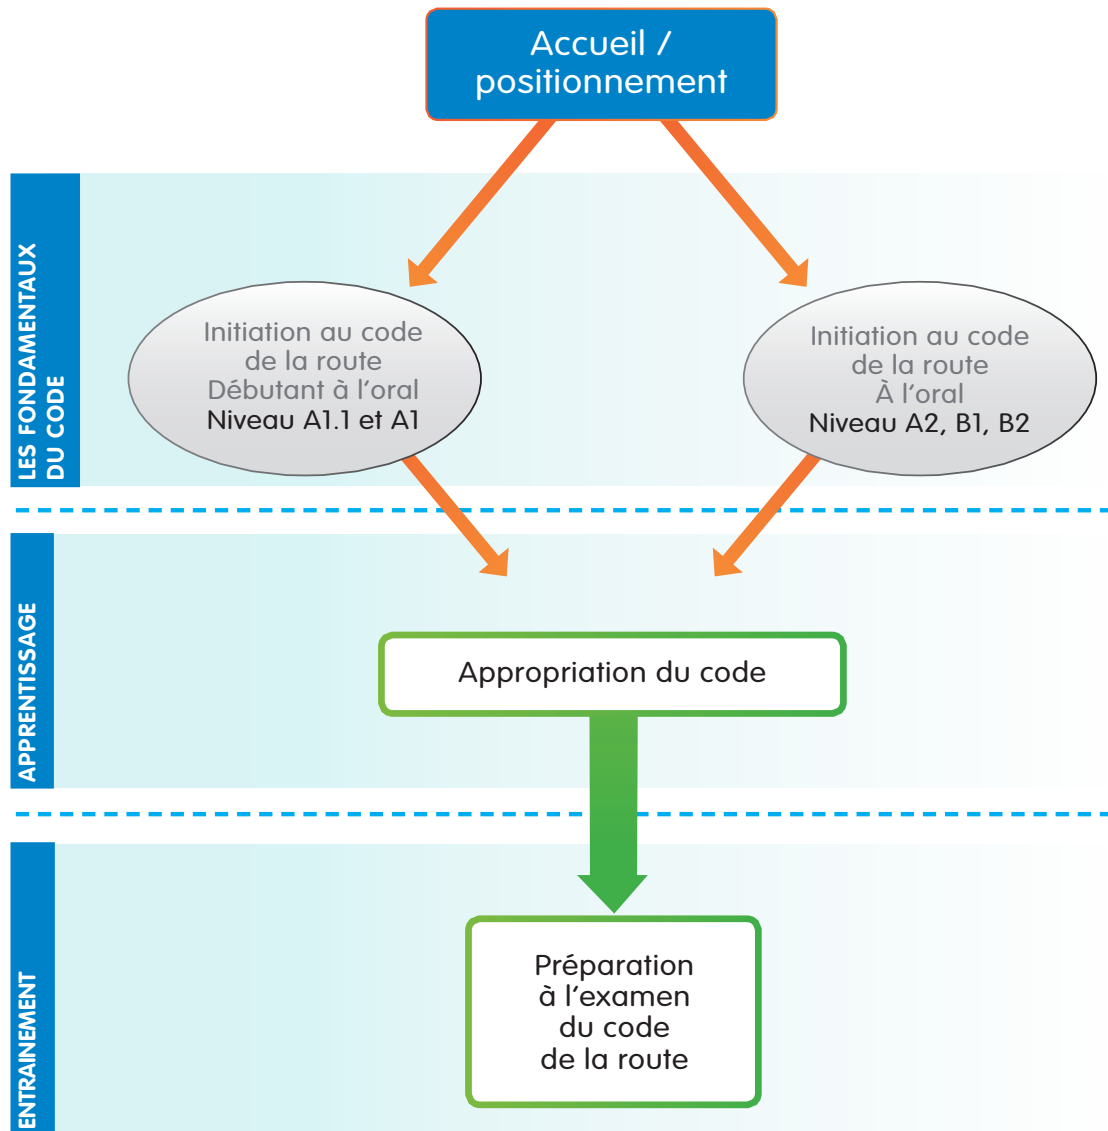 Accueil /
positionnement
LES FONDAMENTAUX
DU CODE
Initiation au code
de la route
Débutant à l'oral
Niveau A1.1 et A1
Initiation au code
de la route
À l'oral
Niveau A2, B1, B2
APPRENTISSAGE
Appropriation du code
ENTRAINEMENT
Préparation
à l'examen
du code
de la route